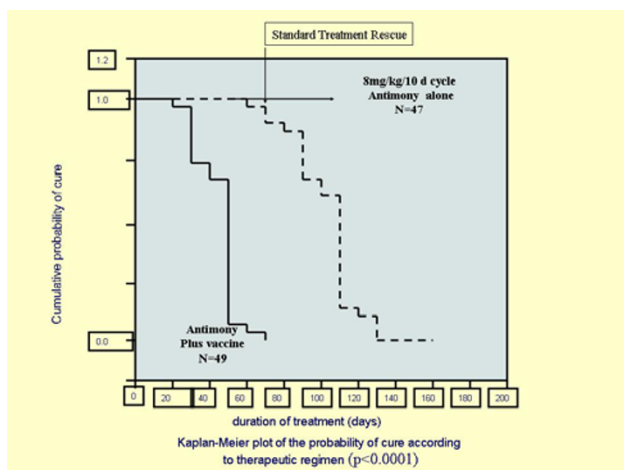 Standard Treatment Rescue
1.2
8mg/kg/10 d cycle
Antimony alone
N=47
1.0
Cumulative probability of cure
Antimony
Plus vaccine
N=49
0.0
0 20 40 60 80 100 120 140 160 180 200
duration of treatment (days)
Kaplan-Meier plot of the probability of cure according
to therapeutic regimen (p<0.0001)